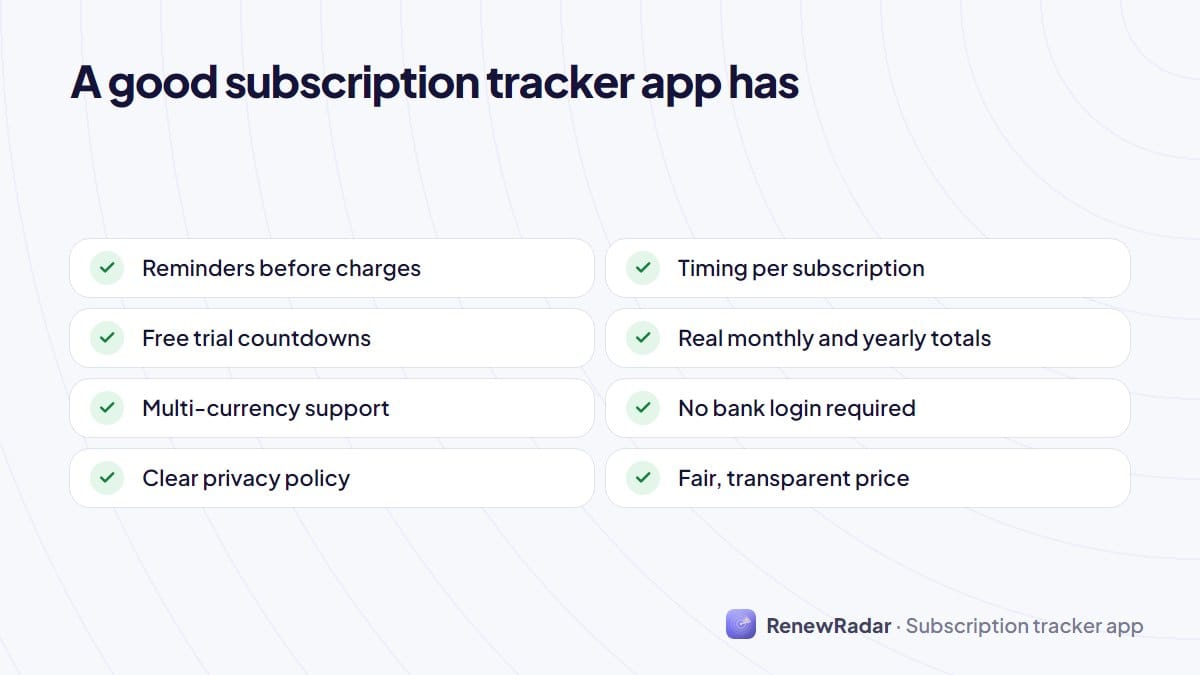 A good subscription tracker app has
Reminders before charges
Timing per subscription
Free trial countdowns
Real monthly and yearly totals
Multi-currency support
No bank login required
Clear privacy policy
Fair, transparent price
RenewRadar · Subscription tracker app